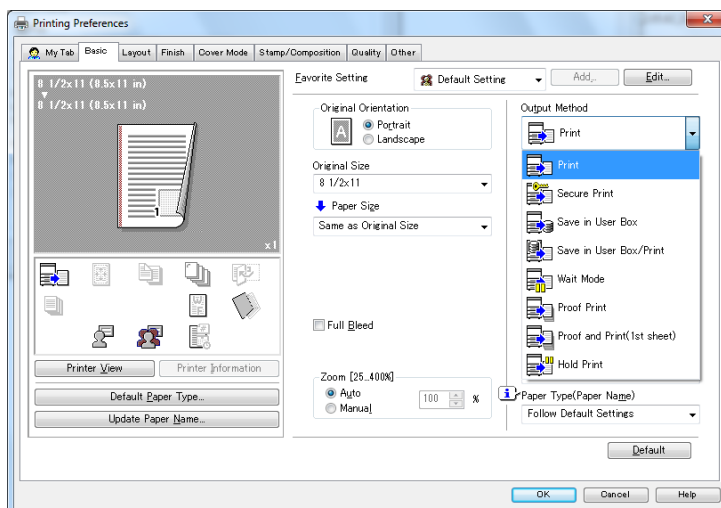 Printing Preferences
My Tab Basic Layout Finish Cover Mode Stamp/Composition Quality Other
8 1/2x11 (8.5x11 in)
8 1/2x11 (8.5x11 in)
1
x1
Printer View Printer Information
Default Paper Type...
Update Paper Name...
Favorite Setting Default Setting Add... Edit...
Original Orientation
A
Portrait
Landscape
Original Size
8 1/2x11
Paper Size
Same as Original Size
Full Bleed
Zoom [25..400%]
Auto
Manual
100 %
Output Method
Print
Print
Secure Print
Save in User Box
Save in User Box/Print
Wait Mode
Proof Print
Proof and Print(1st sheet)
Hold Print
Paper Type(Paper Name)
Follow Default Settings
Default
OK Cancel Help